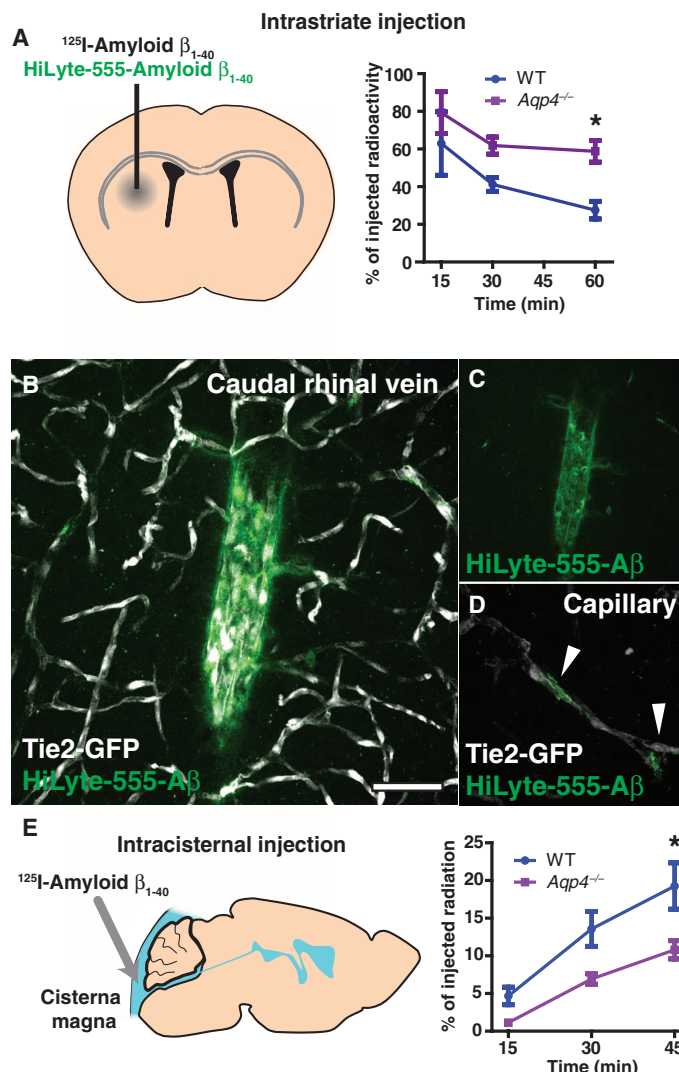 Intrastriate injection
A
¹²⁵I-Amyloid β₁₋₄₀
HiLyte-555-Amyloid β₁₋₄₀
WT
Aqp4⁻/⁻
*
% of injected radioactivity
100
80
60
40
20
0
15 30 45 60
Time (min)
B
Caudal rhinal vein
Tie2-GFP
HiLyte-555-Aβ
C
HiLyte-555-Aβ
D
Capillary
Tie2-GFP
HiLyte-555-Aβ
E
Intracisternal injection
¹²⁵I-Amyloid β₁₋₄₀
Cisterna
magna
WT
Aqp4⁻/⁻
*
% of injected radiation
25
20
15
10
5
0
15 30 45
Time (min)